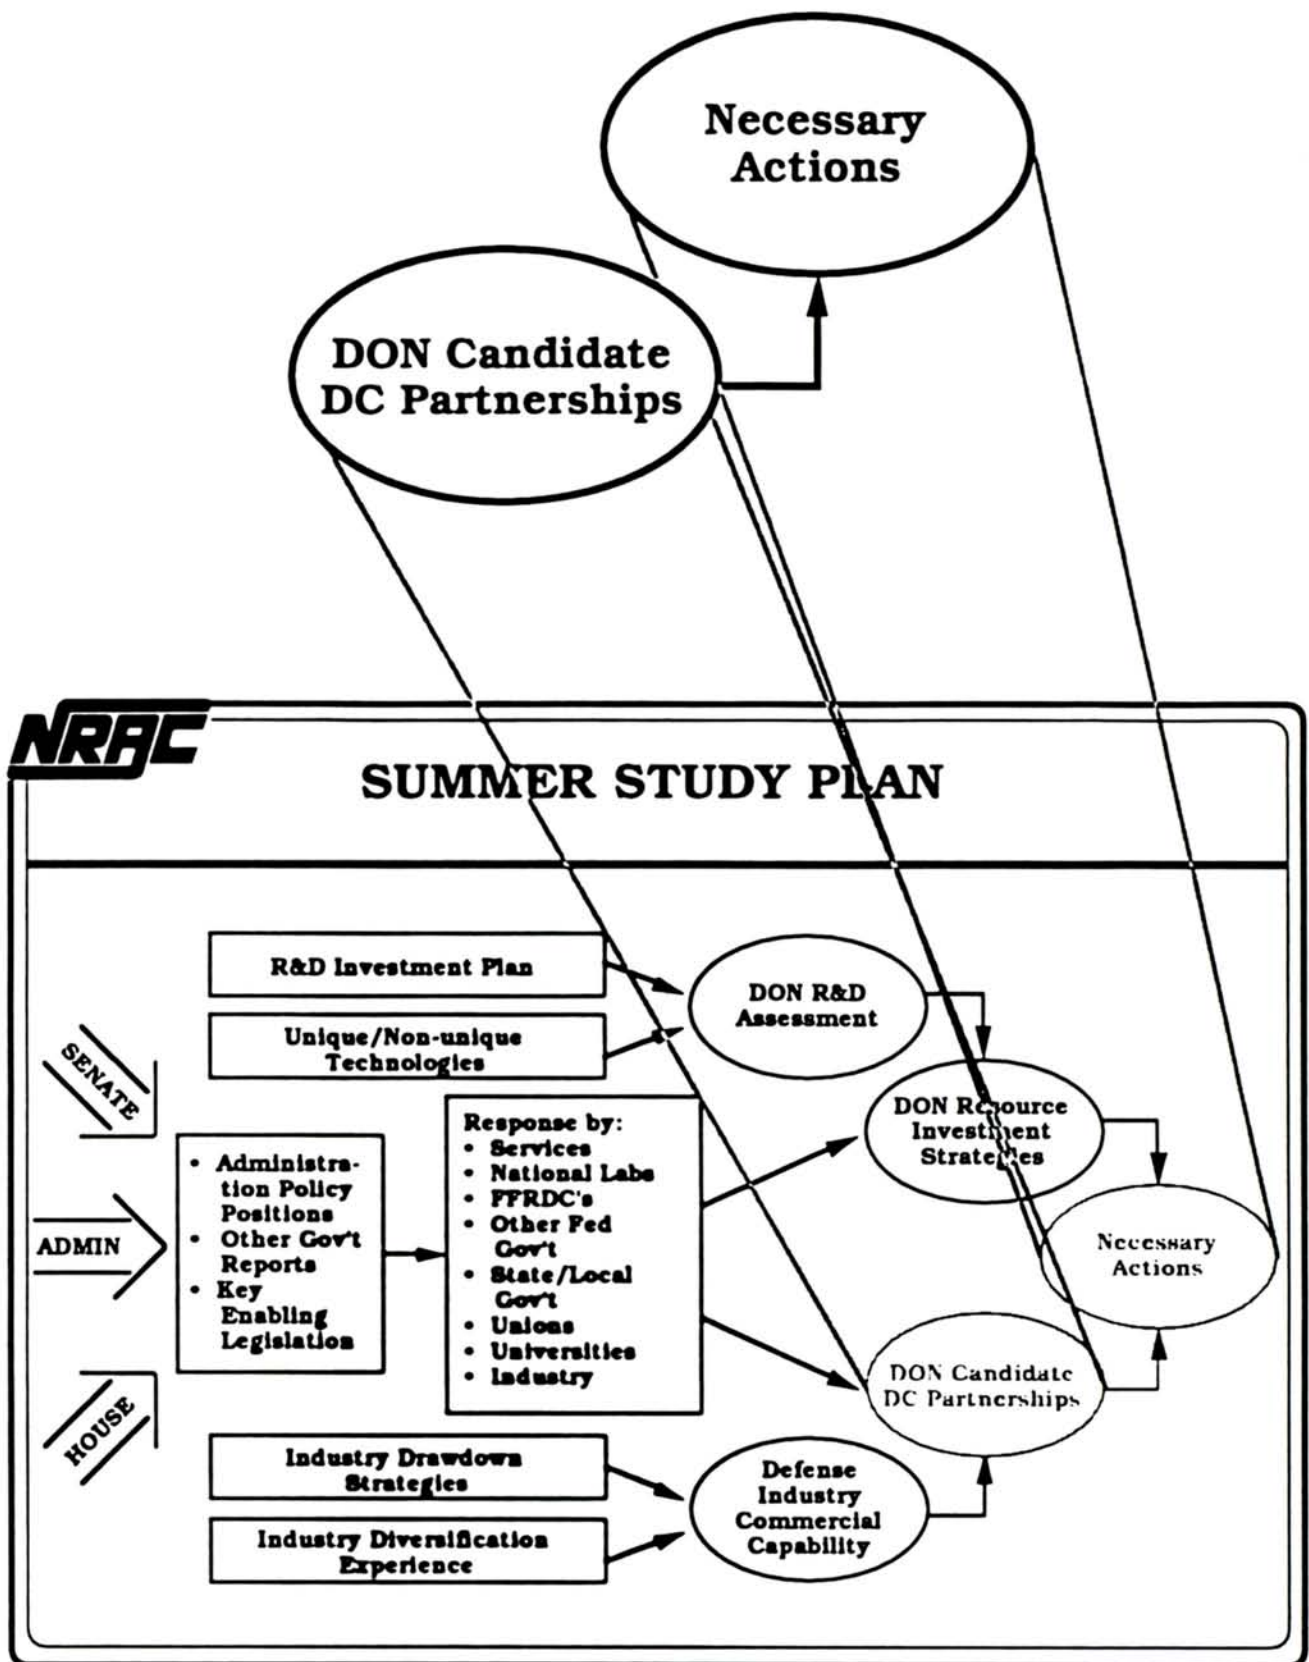 Necessary
Actions
DON Candidate
DC Partnerships
NRAC
SUMMER STUDY PLAN
R&D Investment Plan
Unique/Non-unique
Technologies
DON R&D
Assessment
SENATE
ADMIN
HOUSE
• Administra-
tion Policy
Positions
• Other Gov't
Reports
• Key
Enabling
Legislation
Response by:
• Services
• National Labs
• FFRDC's
• Other Fed
Gov't
• State/Local
Gov't
• Unions
• Universities
• Industry
DON Resource
Investment
Strategies
Necessary
Actions
DON Candidate
DC Partnerships
Industry Drawdown
Strategies
Industry Diversification
Experience
Defense
Industry
Commercial
Capability